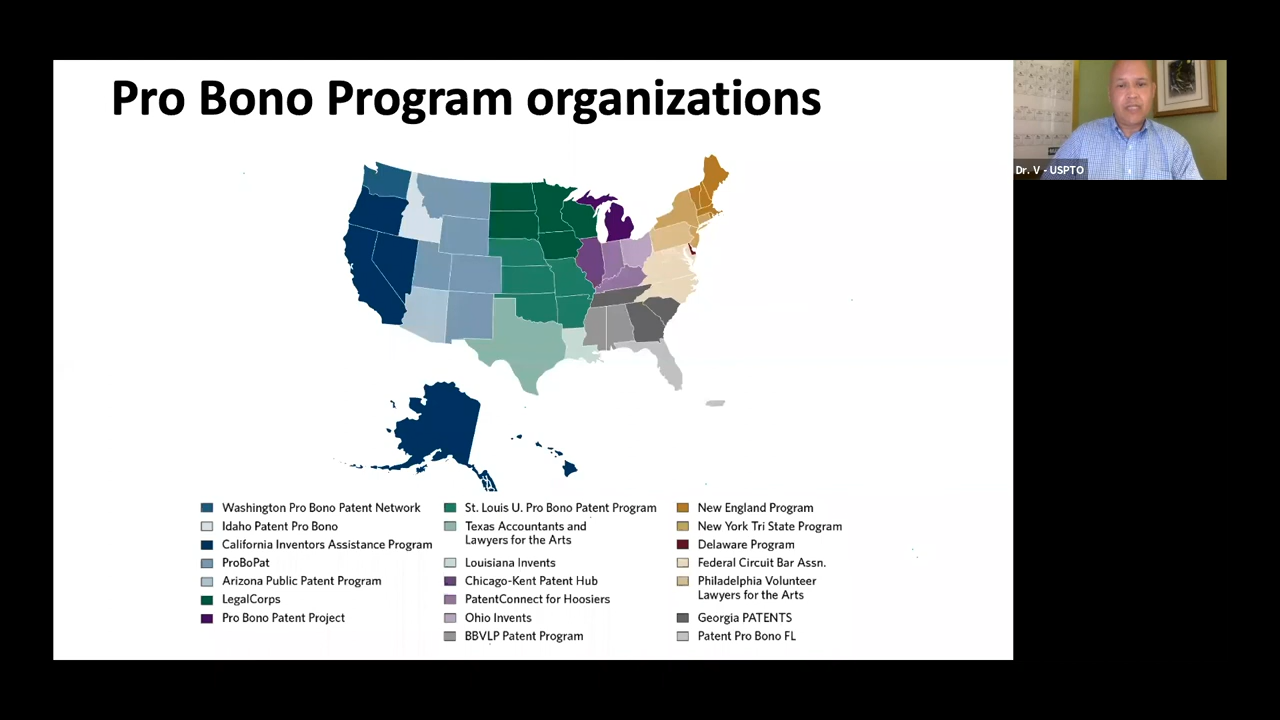 Pro Bono Program organizations
Dr. V - USPTO
Washington Pro Bono Patent Network
Idaho Patent Pro Bono
California Inventors Assistance Program
ProBoPat
Arizona Public Patent Program
LegalCorps
Pro Bono Patent Project
St. Louis U. Pro Bono Patent Program
Texas Accountants and
Lawyers for the Arts
Louisiana Invents
Chicago-Kent Patent Hub
PatentConnect for Hoosiers
Ohio Invents
BBVLP Patent Program
New England Program
New York Tri State Program
Delaware Program
Federal Circuit Bar Assn.
Philadelphia Volunteer
Lawyers for the Arts
Georgia PATENTS
Patent Pro Bono FL